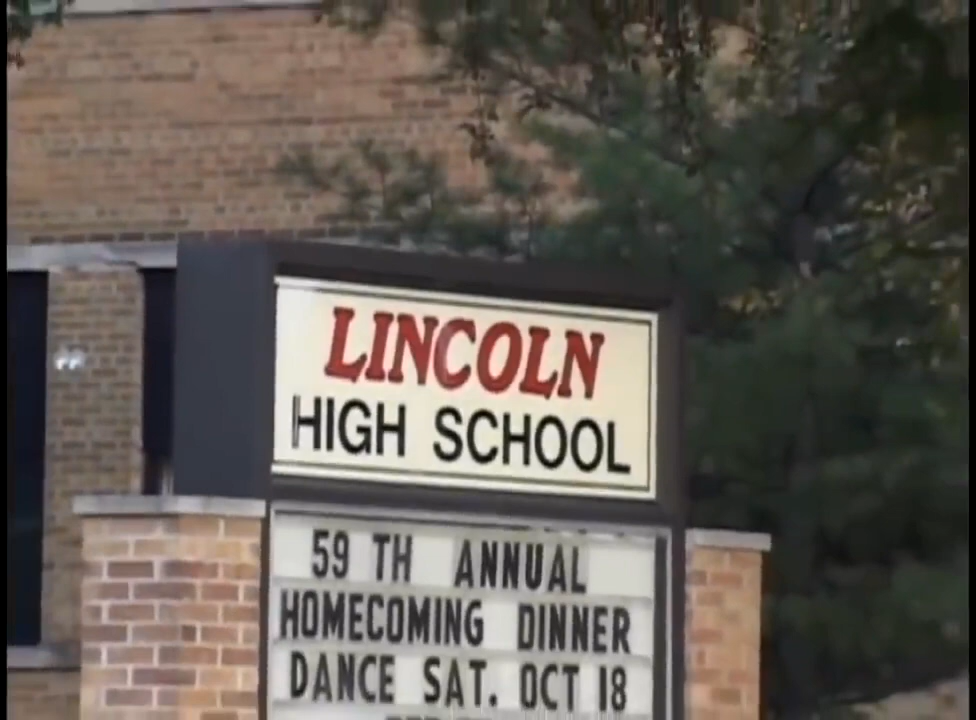 LINCOLN
HIGH SCHOOL
59 TH ANNUAL
HOMECOMING DINNER
DANCE SAT. OCT 18